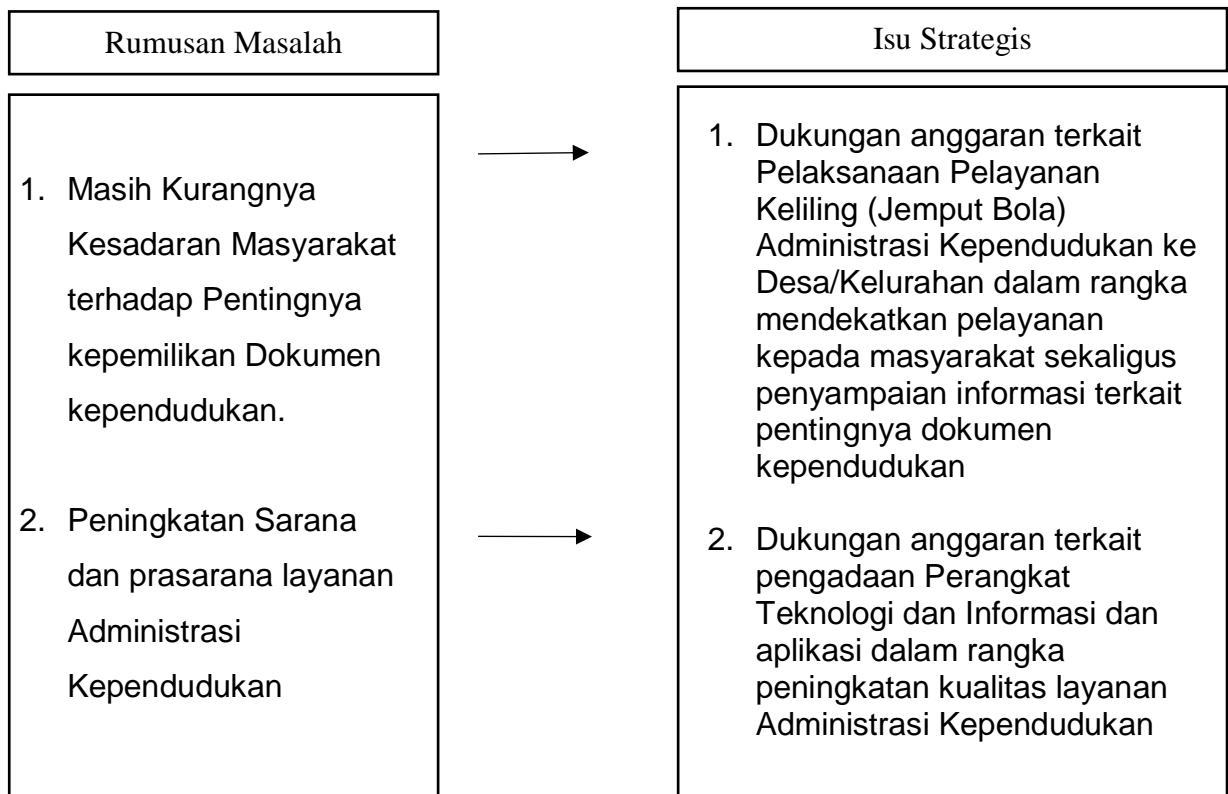 Rumusan Masalah
1. Masih Kurangnya
Kesadaran Masyarakat
terhadap Pentingnya
kepemilikan Dokumen
kependudukan.
2. Peningkatan Sarana
dan prasarana layanan
Administrasi
Kependudukan
Isu Strategis
1. Dukungan anggaran terkait
Pelaksanaan Pelayanan
Keliling (Jemput Bola)
Administrasi Kependudukan ke
Desa/Kelurahan dalam rangka
mendekatkan pelayanan
kepada masyarakat sekaligus
penyampaian informasi terkait
pentingnya dokumen
kependudukan
2. Dukungan anggaran terkait
pengadaan Perangkat
Teknologi dan Informasi dan
aplikasi dalam rangka
peningkatan kualitas layanan
Administrasi Kependudukan